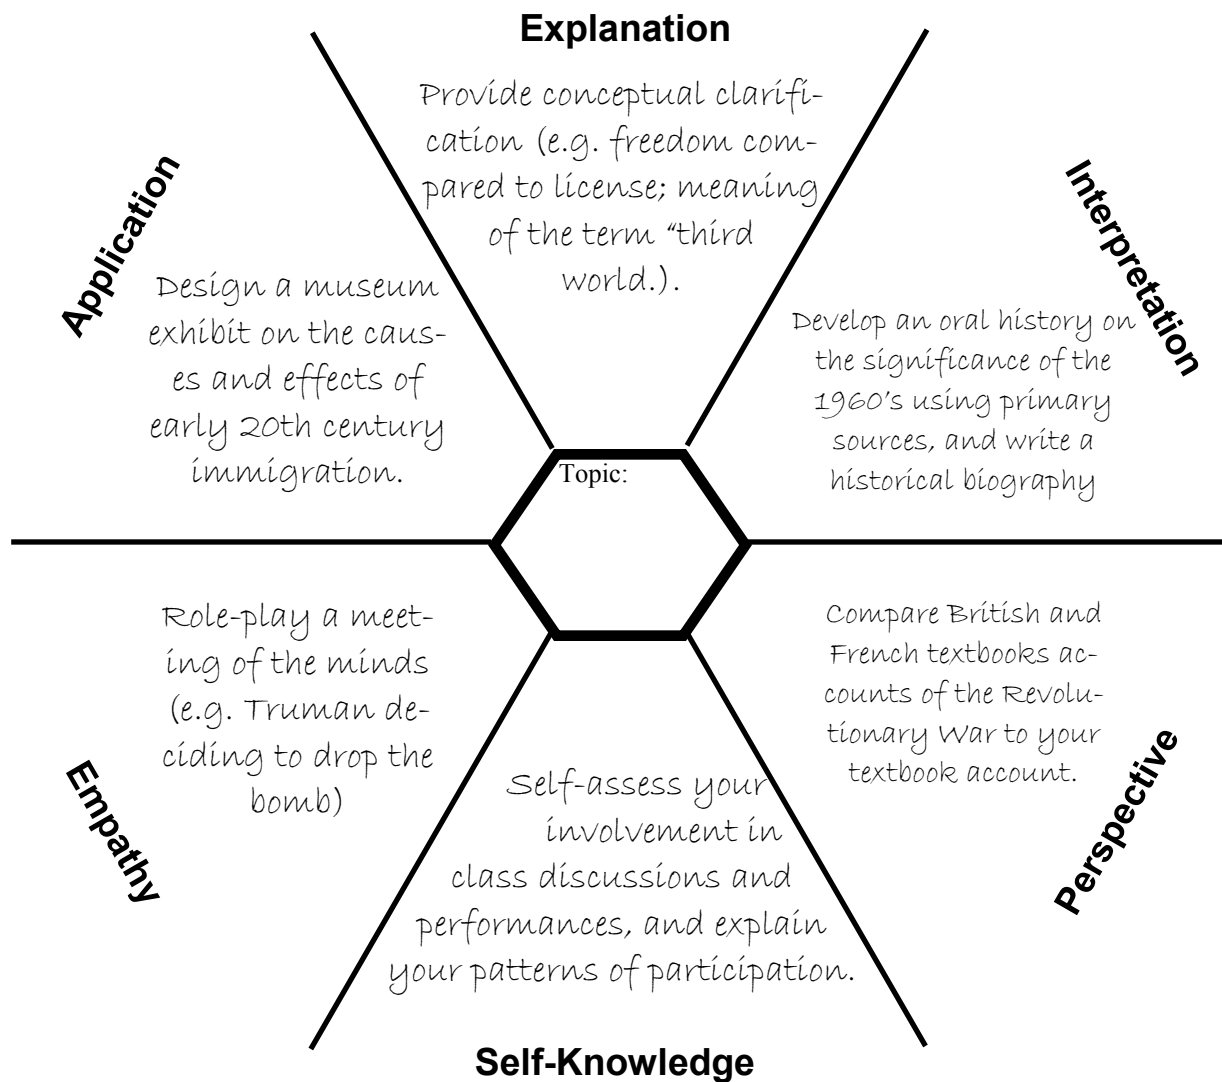 Explanation
Provide conceptual clarifi-
cation (e.g. freedom com-
pared to license; meaning
of the term “third
world.).
Application
Design a museum
exhibit on the caus-
es and effects of
early 20th century
immigration.
Interpretation
Develop an oral history on
the significance of the
1960's using primary
sources, and write a
historical biography
Topic:
Empathy
Role-play a meet-
ing of the minds
(e.g. Truman de-
ciding to drop the
bomb)
Perspective
Compare British and
French textbooks ac-
counts of the Revolu-
tionary War to your
textbook account.
Self-assess your
involvement in
class discussions and
performances, and explain
your patterns of participation.
Self-Knowledge